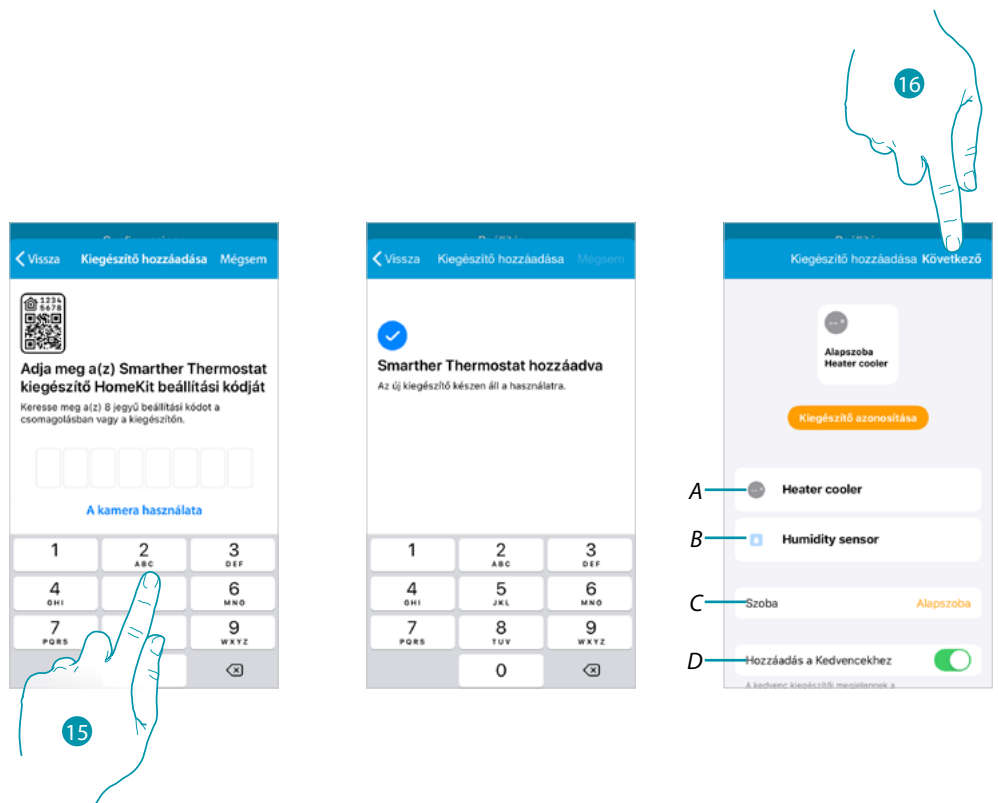 16
Vissza Kiegészítő hozzáadása Mégsem
1234
5678
Adja meg a(z) Smarther Thermostat
kiegészítő HomeKit beállítási kódját
Keresse meg a(z) 8 jegyű beállítási kódot a
csomagolásban vagy a kiegészítőn.
A kamera használata
1 2 3
ABC DEF
4 6
GHI MNO
7 9
PQRS WXYZ
15
Vissza Kiegészítő hozzáadása Mégsem
Smarther Thermostat hozzáadva
Az új kiegészítő készen áll a használatra.
1 2 3
ABC DEF
4 5 6
GHI JKL MNO
7 8 9
PQRS TUV WXYZ
0
Kiegészítő hozzáadása Következő
Alapszoba
Heater cooler
Kiegészítő azonosítása
A Heater cooler
B Humidity sensor
C Szoba Alapszoba
D Hozzáadás a Kedvencekhez
A kedvenc kiegészítői megjelennek a